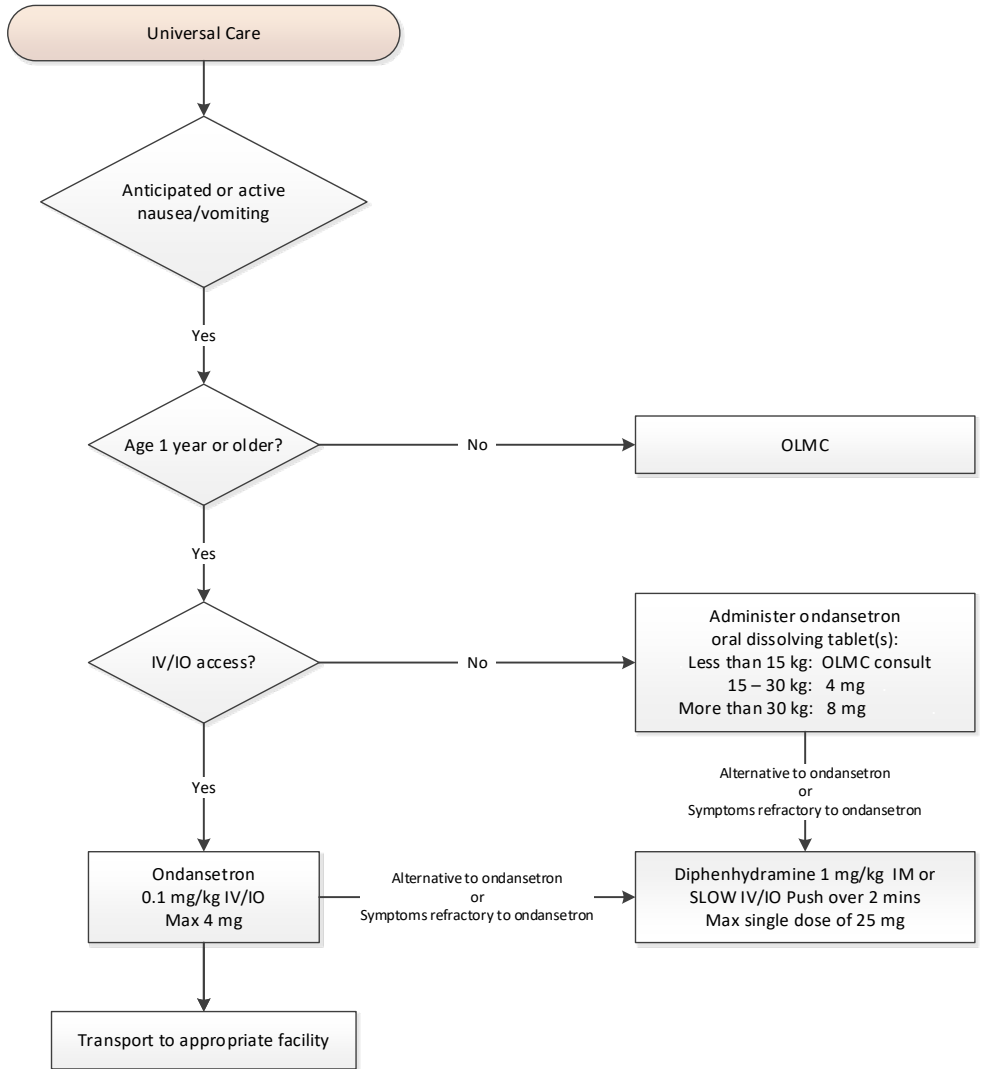 Universal Care
Anticipated or active
nausea/vomiting
Yes
Age 1 year or older?
No
OLMC
Yes
IV/IO access?
No
Administer ondansetron
oral dissolving tablet(s):
Less than 15 kg: OLMC consult
15 – 30 kg: 4 mg
More than 30 kg: 8 mg
Yes
Alternative to ondansetron
or
Symptoms refractory to ondansetron
Ondansetron
0.1 mg/kg IV/IO
Max 4 mg
Alternative to ondansetron
or
Symptoms refractory to ondansetron
Diphenhydramine 1 mg/kg IM or
SLOW IV/IO Push over 2 mins
Max single dose of 25 mg
Transport to appropriate facility